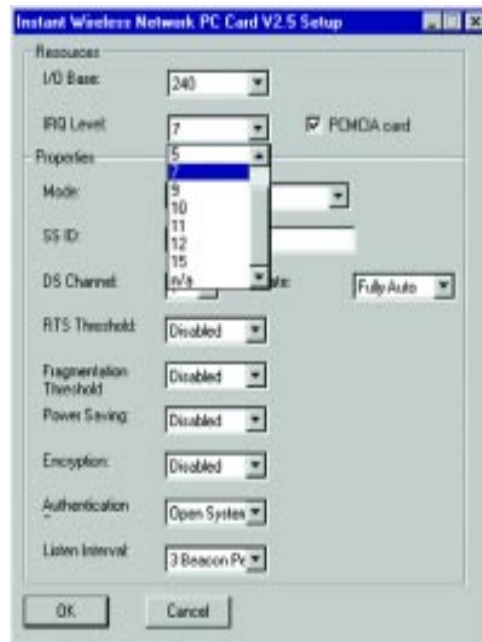 Instant Wireless Network PC Card V2.5 Setup
Resources
I/O Base: 240
IRQ Level: 7 PCMCIA card
5
7
Properties
9
Mode:
10
11
SS ID:
12
15
n/a
DS Channel: ate: Fully Auto
RTS Threshold: Disabled
Fragmentation Threshold Disabled
Power Saving: Disabled
Encryption: Disabled
Authentication Open System
Listen Interval: 3 Beacon Pe
OK Cancel